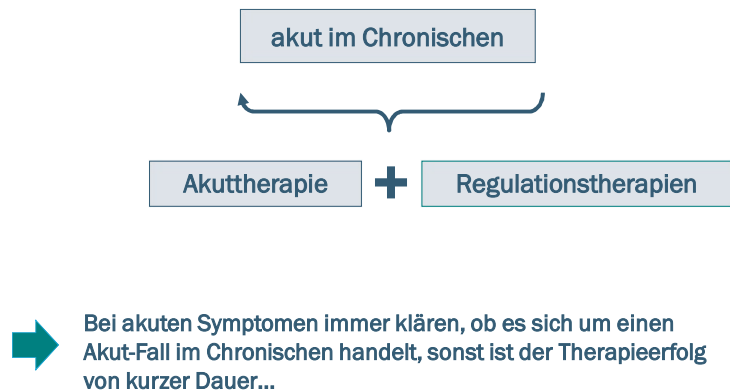 akut im Chronischen
Akuttherapie + Regulationstherapien
Bei akuten Symptomen immer klären, ob es sich um einen
Akut-Fall im Chronischen handelt, sonst ist der Therapieerfolg
von kurzer Dauer...